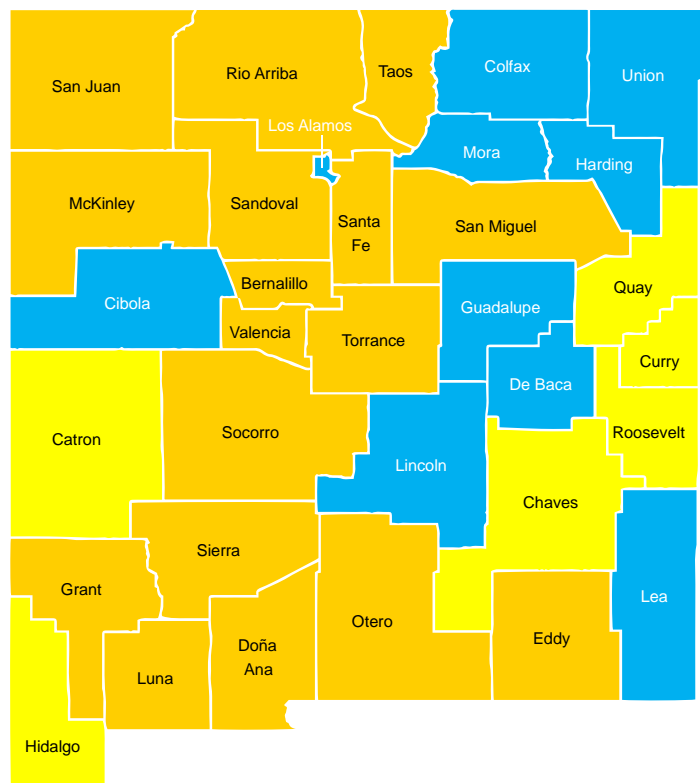 Colfax
Rio Arriba
Taos
Union
San Juan
Los Alamos
Mora
Harding
McKinley
Sandoval
Santa
Fe
San Miguel
Bernalillo
Quay
Cibola
Guadalupe
Valencia
Torrance
Curry
De Baca
Catron
Socorro
Roosevelt
Lincoln
Chaves
Sierra
Grant
Otero
Lea
Eddy
Doña
Ana
Luna
Hidalgo